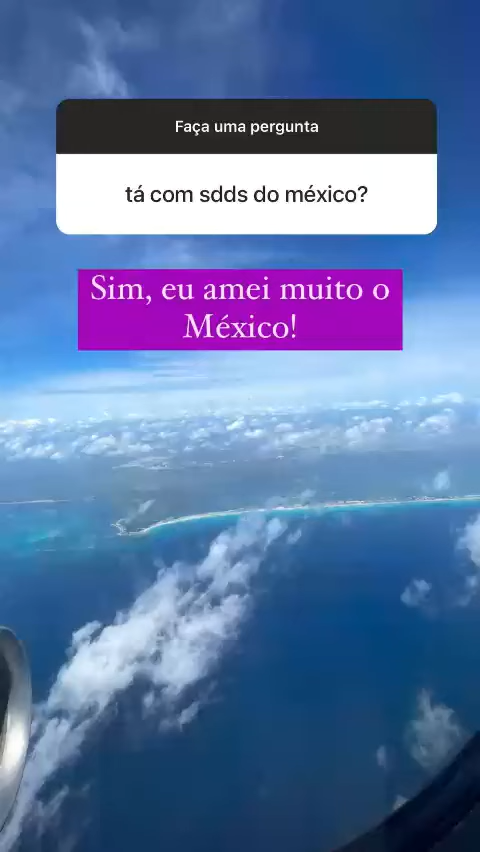 Faça uma pergunta
tá com sdds do méxico?
Sim, eu amei muito o
México!